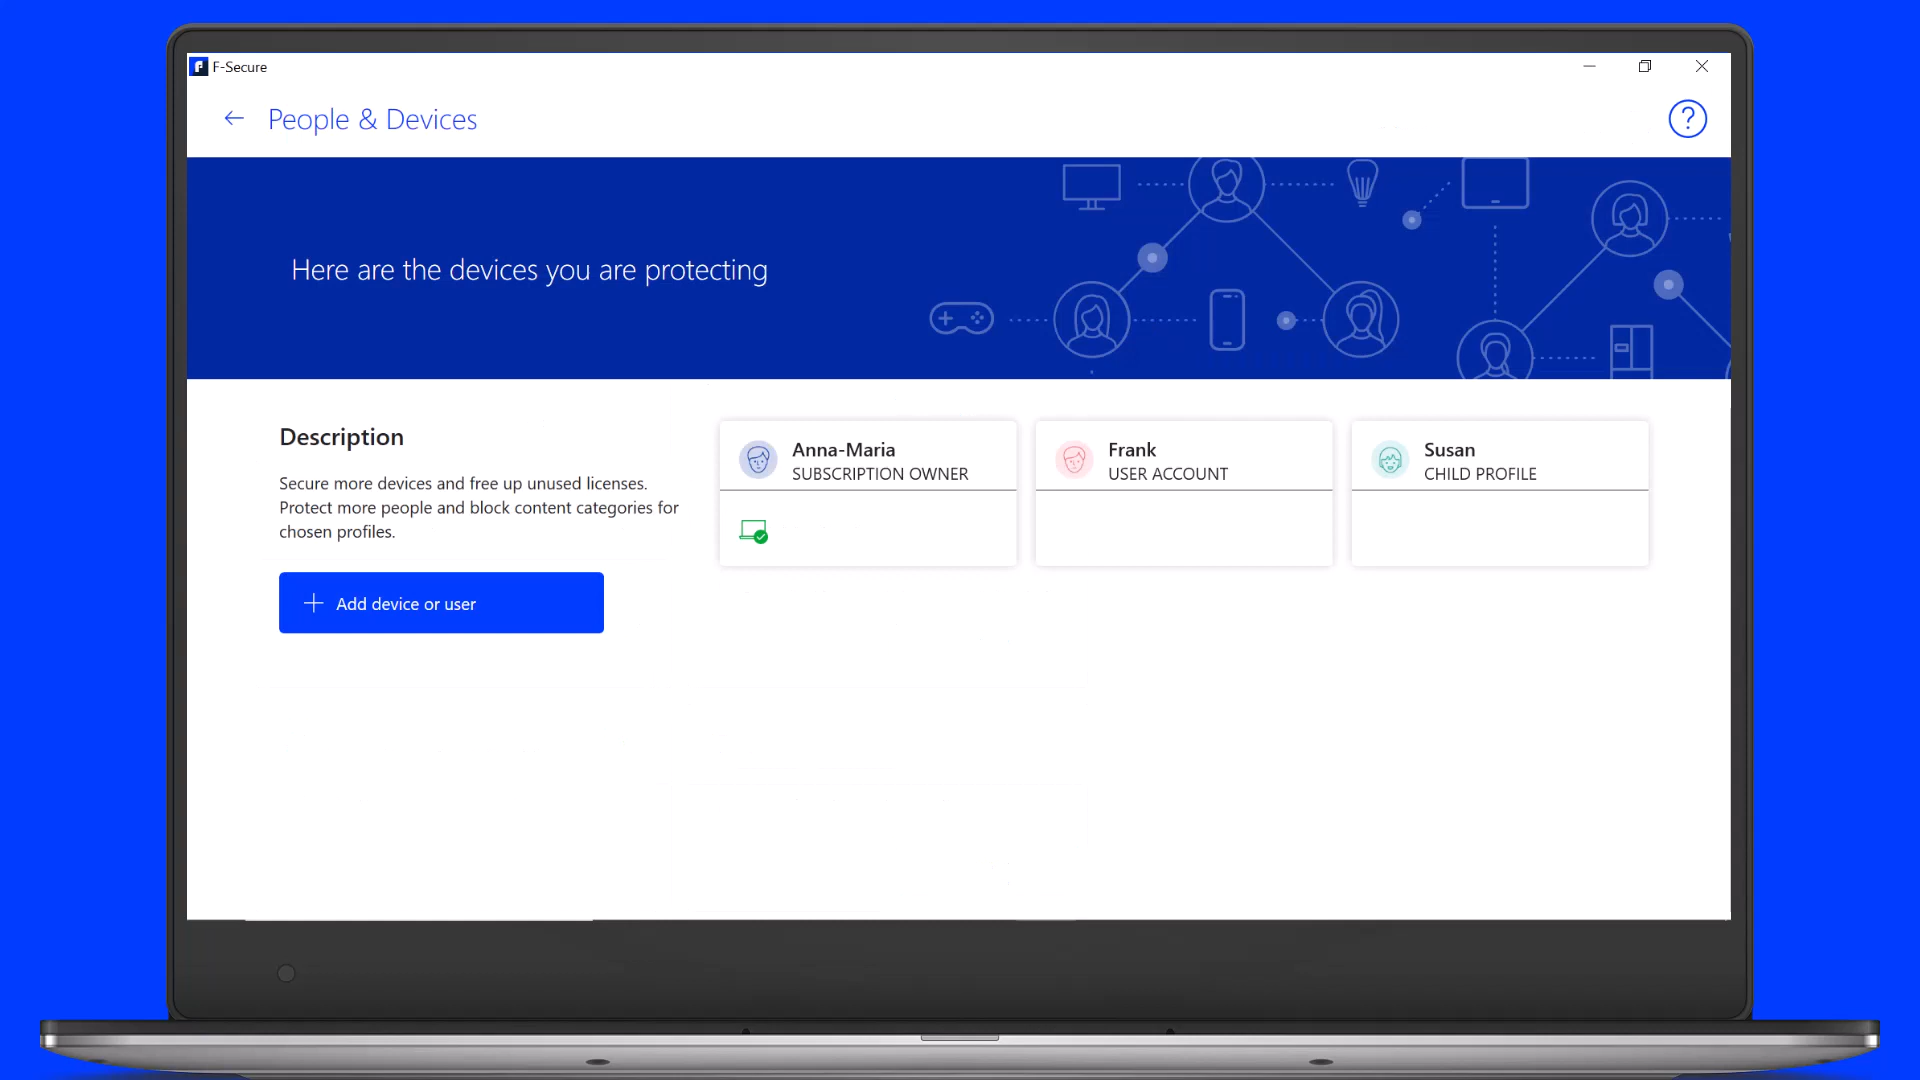 F-Secure
People & Devices
?
Here are the devices you are protecting
Description
Secure more devices and free up unused licenses.
Protect more people and block content categories for
chosen profiles.
+ Add device or user
Anna-Maria
SUBSCRIPTION OWNER
Frank
USER ACCOUNT
Susan
CHILD PROFILE